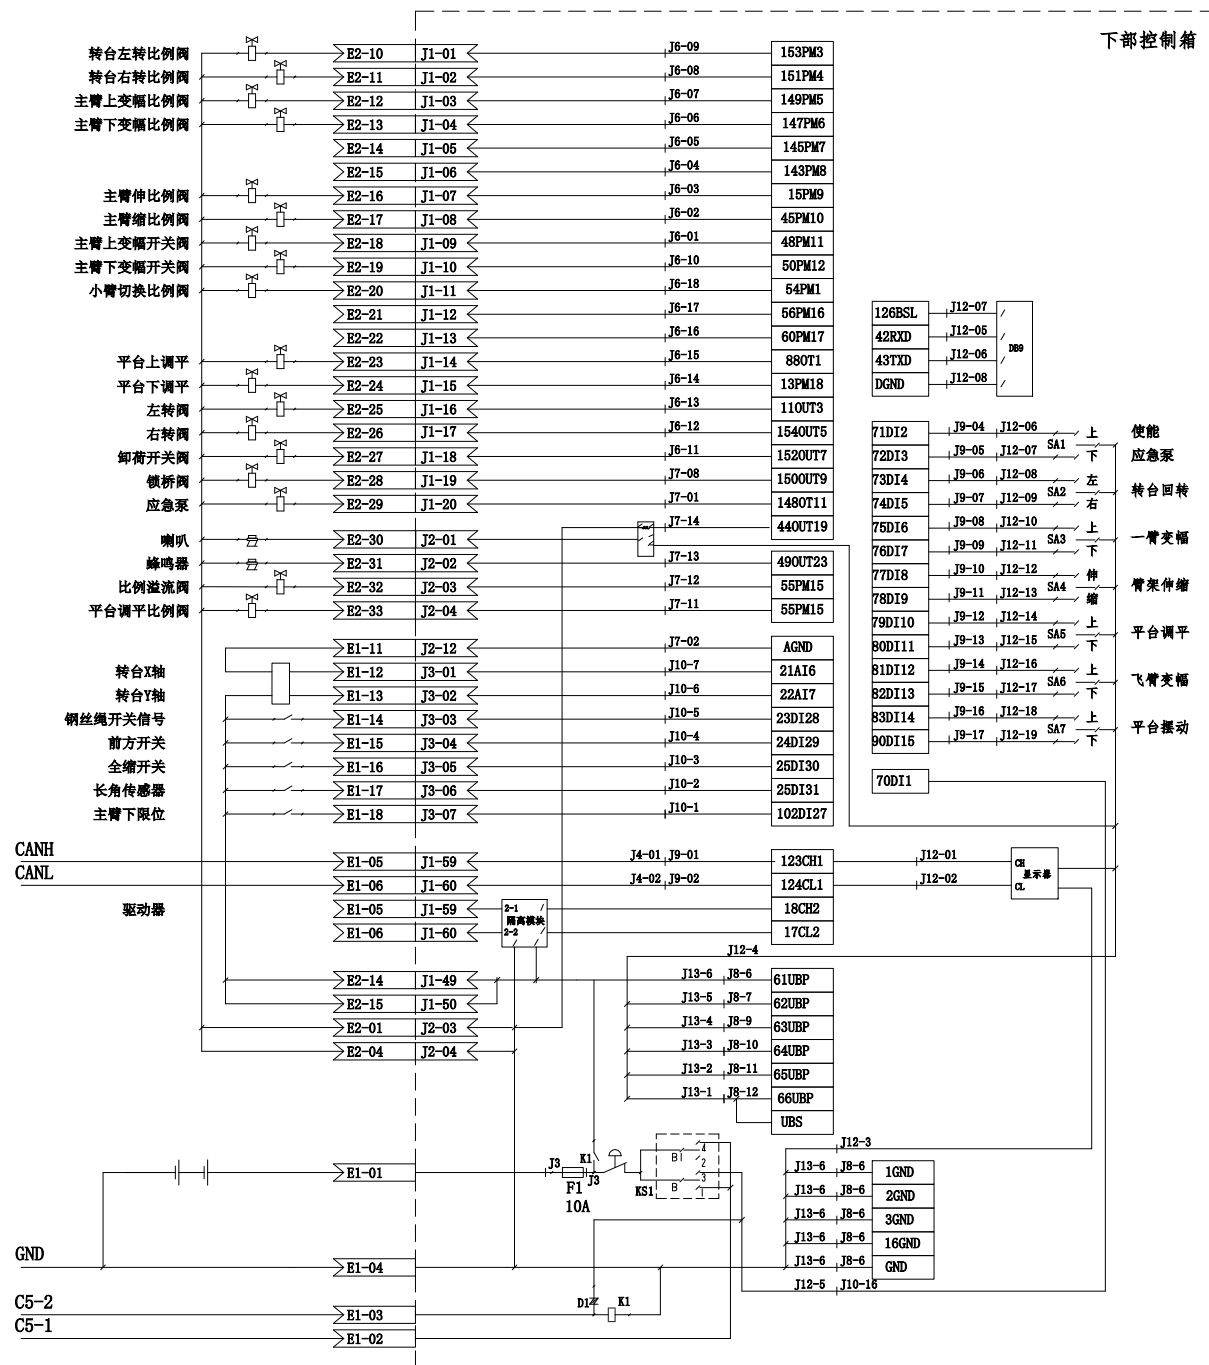 下部控制箱
转台左转比例阀 E2-10 J1-01 J6-09 153PM3
转台右转比例阀 E2-11 J1-02 J6-08 151PM4
主臂上变幅比例阀 E2-12 J1-03 J6-07 149PM5
主臂下变幅比例阀 E2-13 J1-04 J6-06 147PM6
E2-14 J1-05 J6-05 145PM7
E2-15 J1-06 J6-04 143PM8
主臂伸比例阀 E2-16 J1-07 J6-03 15PM9
主臂缩比例阀 E2-17 J1-08 J6-02 45PM10
主臂上变幅开关阀 E2-18 J1-09 J6-01 48PM11
主臂下变幅开关阀 E2-19 J1-10 J6-10 50PM12
小臂切换比例阀 E2-20 J1-11 J6-18 54PM1
E2-21 J1-12 J6-17 56PM16
E2-22 J1-13 J6-16 60PM17
平台上调平 E2-23 J1-14 J6-15 88OT1
平台下调平 E2-24 J1-15 J6-14 13PM18
左转阀 E2-25 J1-16 J6-13 11OUT3
右转阀 E2-26 J1-17 J6-12 154OUT5
卸荷开关阀 E2-27 J1-18 J6-11 152OUT7
锁桥阀 E2-28 J1-19 J7-08 150OUT9
应急泵 E2-29 J1-20 J7-01 148OT11
J7-14 44OUT19
喇叭 E2-30 J2-01
蜂鸣器 E2-31 J2-02 J7-13 49OUT23
比例溢流阀 E2-32 J2-03 J7-12 55PM15
平台调平比例阀 E2-33 J2-04 J7-11 55PM15
E1-11 J2-12 J7-02 AGND
转台X轴 E1-12 J3-01 J10-7 21AI6
转台Y轴 E1-13 J3-02 J10-6 22AI7
钢丝绳开关信号 E1-14 J3-03 J10-5 23DI28
前方开关 E1-15 J3-04 J10-4 24DI29
全缩开关 E1-16 J3-05 J10-3 25DI30
长角传感器 E1-17 J3-06 J10-2 25DI31
主臂下限位 E1-18 J3-07 J10-1 102DI27
126BSL J12-07
42RXD J12-05
DB9
43TXD J12-06
DGND J12-08
71DI2 J9-04 J12-06 上 使能
SA1
72DI3 J9-05 J12-07 下 应急泵
73DI4 J9-06 J12-08 左
SA2 转台回转
74DI5 J9-07 J12-09 右
75DI6 J9-08 J12-10 上
SA3 一臂变幅
76DI7 J9-09 J12-11 下
77DI8 J9-10 J12-12 伸
SA4 臂架伸缩
78DI9 J9-11 J12-13 缩
79DI10 J9-12 J12-14 上
SA5 平台调平
80DI11 J9-13 J12-15 下
81DI12 J9-14 J12-16 上
SA6 飞臂变幅
82DI13 J9-15 J12-17 下
83DI14 J9-16 J12-18 上
SA7 平台摆动
90DI15 J9-17 J12-19 下
70DI1
CANH E1-05 J1-59 J4-01 J9-01 123CH1 J12-01 CH
显示器
CANL E1-06 J1-60 J4-02 J9-02 124CL1 J12-02 CL
驱动器 E1-05 J1-59 2-1 18CH2
隔离模块
E1-06 J1-60 2-2 17CL2
J12-4
E2-14 J1-49 J13-6 J8-6 61UBP
E2-15 J1-50 J13-5 J8-7 62UBP
E2-01 J2-03 J13-4 J8-9 63UBP
E2-04 J2-04 J13-3 J8-10 64UBP
J13-2 J8-11 65UBP
J13-1 J8-12 66UBP
UBS
J12-3
E1-01 J3 F1 10A K1 J3 KS1 B1 4 2 B 3 1
J13-6 J8-6 1GND
J13-6 J8-6 2GND
J13-6 J8-6 3GND
J13-6 J8-6 16GND
GND E1-04 J13-6 J8-6 GND
J12-5 J10-16
C5-2 E1-03 D1 K1
C5-1 E1-02